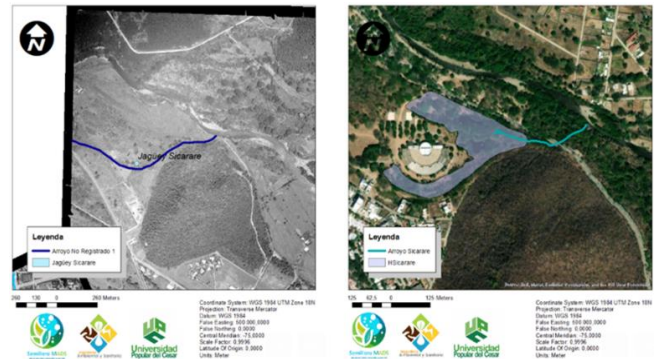 N
Jagüey Sicarare
Leyenda
Arroyo No Registrado 1
Jagüey Sicarare
260 130 0 260 Meters
Coordinate System: WGS 1984 UTM Zone 18N
Projection: Transverse Mercator
Datum: WGS 1984
False Easting: 500.000,0000
False Northing: 0,0000
Central Meridian: -75,0000
Scale Factor: 0,9996
Latitude Of Origin: 0,0000
Units: Meter
Universidad
Popular del Cesar
N
Leyenda
Arroyo Sicarare
HSicarare
125 62,5 0 125 Meters
Coordinate System: WGS 1984 UTM Zone 18N
Projection: Transverse Mercator
Datum: WGS 1984
False Easting: 500.000,0000
False Northing: 0,0000
Central Meridian: -75,0000
Scale Factor: 0,9996
Latitude Of Origin: 0,0000
Units: Meter
Universidad
Popular del Cesar